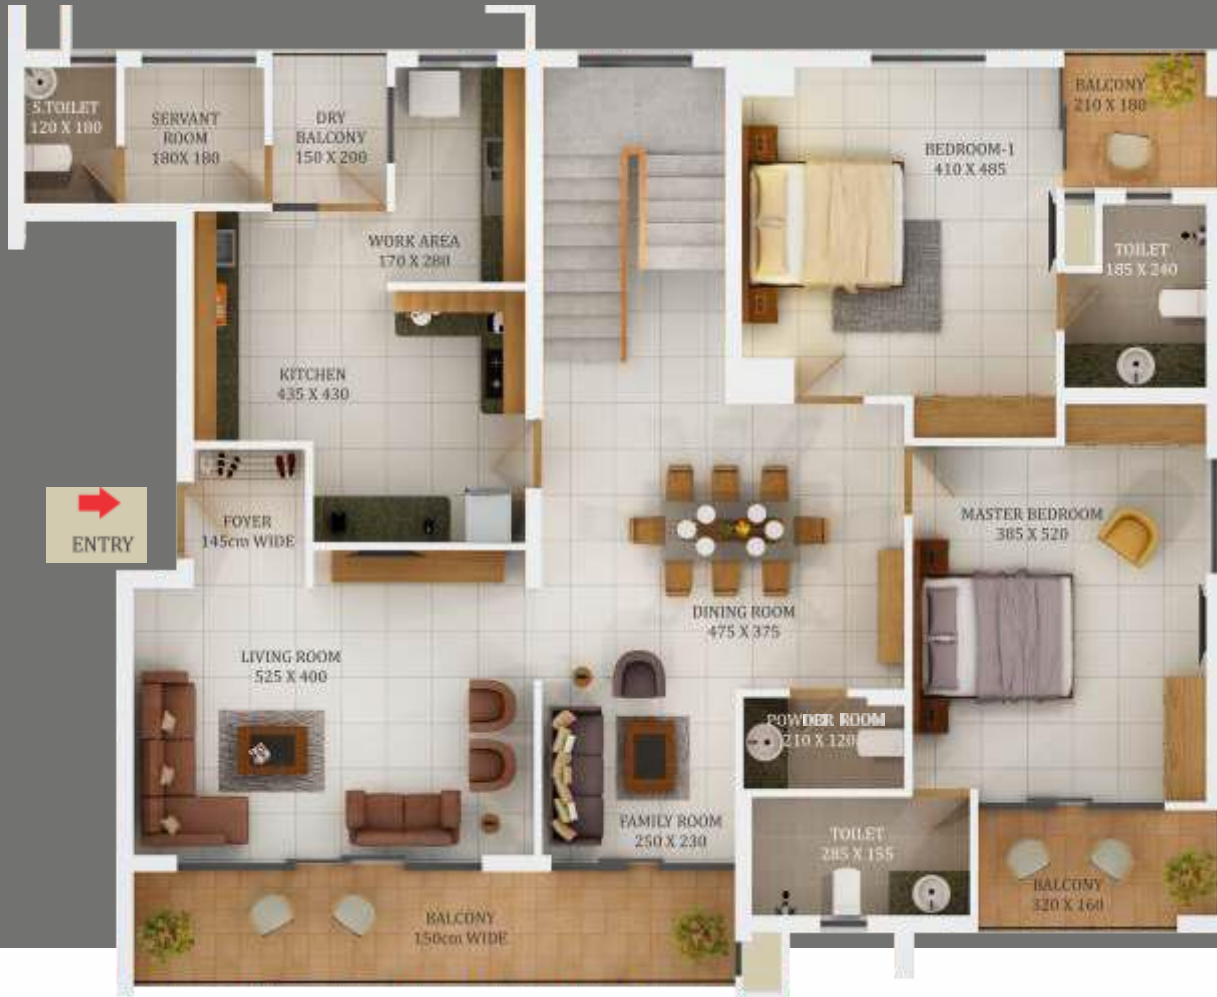 S.TOILET
120 X 180
SERVANT
ROOM
180X 180
DRY
BALCONY
150 X 200
WORK AREA
170 X 280
BEDROOM-1
410 X 485
BALCONY
210 X 180
TOILET
185 X 240
KITCHEN
435 X 430
ENTRY
FOYER
145cm WIDE
MASTER BEDROOM
385 X 520
DINING ROOM
475 X 375
LIVING ROOM
525 X 400
POWDER ROOM
210 X 120
FAMILY ROOM
250 X 230
TOILET
285 X 155
BALCONY
320 X 160
BALCONY
150cm WIDE